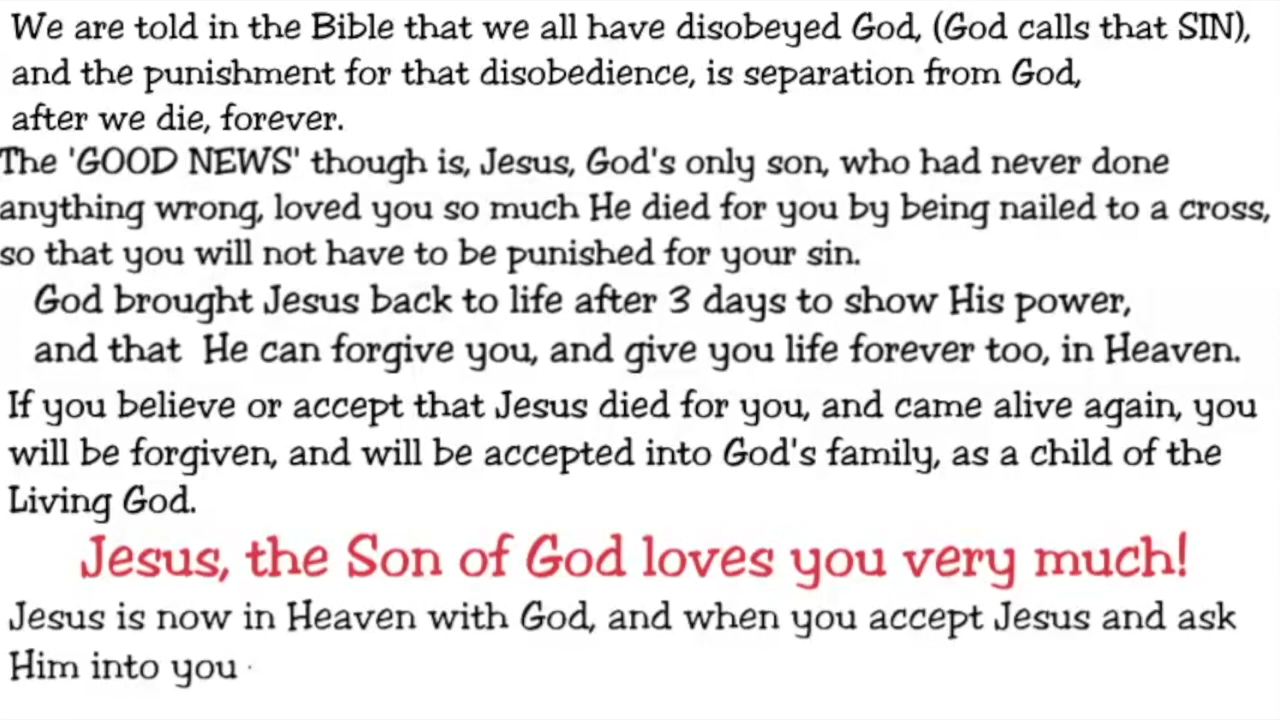 We are told in the Bible that we all have disobeyed God, (God calls that SIN),
and the punishment for that disobedience, is separation from God,
after we die, forever.
The 'GOOD NEWS' though is, Jesus, God's only son, who had never done
anything wrong, loved you so much He died for you by being nailed to a cross,
so that you will not have to be punished for your sin.
God brought Jesus back to life after 3 days to show His power,
and that He can forgive you, and give you life forever too, in Heaven.
If you believe or accept that Jesus died for you, and came alive again, you
will be forgiven, and will be accepted into God's family, as a child of the
Living God.
Jesus, the Son of God loves you very much!
Jesus is now in Heaven with God, and when you accept Jesus and ask
Him into you